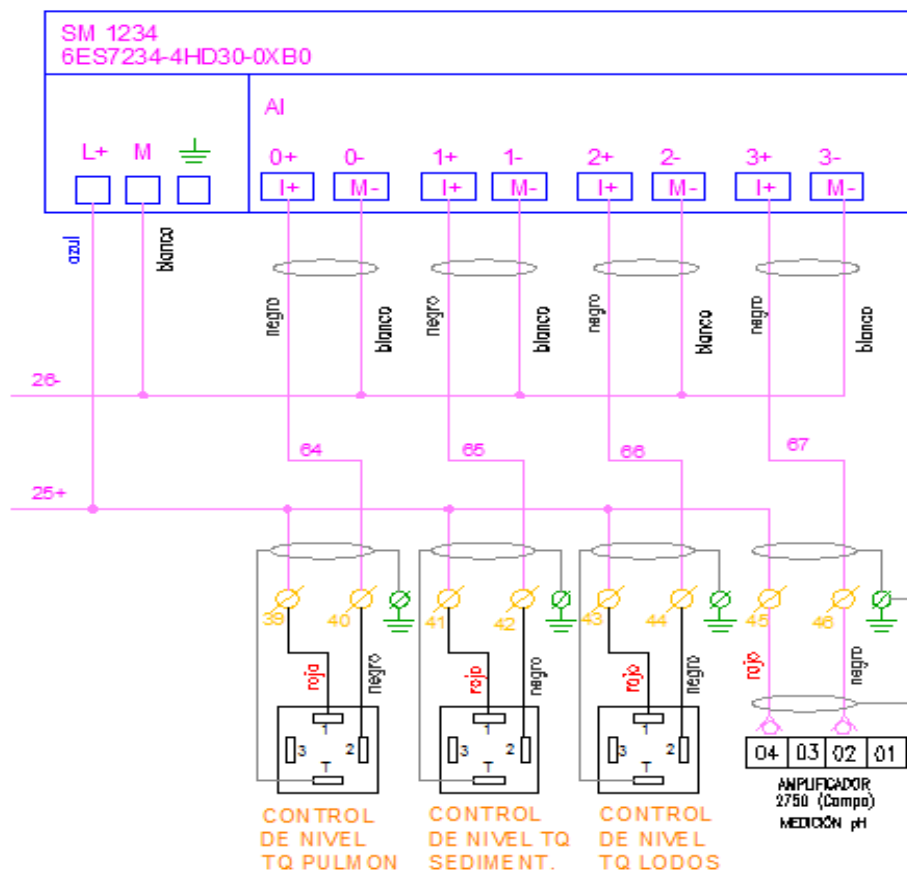 SM 1234
6ES7234-4HD30-0XB0
AI
L+ M
0+ 0- 1+ 1- 2+ 2- 3+ 3-
I+ M- I+ M- I+ M- I+ M-
azul blanco
negro blanco negro blanco negro blanco negro blanco
26-
64 65 66 67
25+
39 40 41 42 43 44 45 46
roja negro rojo negro rojo negro rojo negro
1 1 1
3 2 3 2 3 2
T T T
04 03 02 01
AMPLIFICADOR
2750 (Campo)
MEDICIÓN pH
CONTROL
DE NIVEL
TQ PULMON
CONTROL
DE NIVEL TQ
SEDIMENT.
CONTROL
DE NIVEL
TQ LODOS